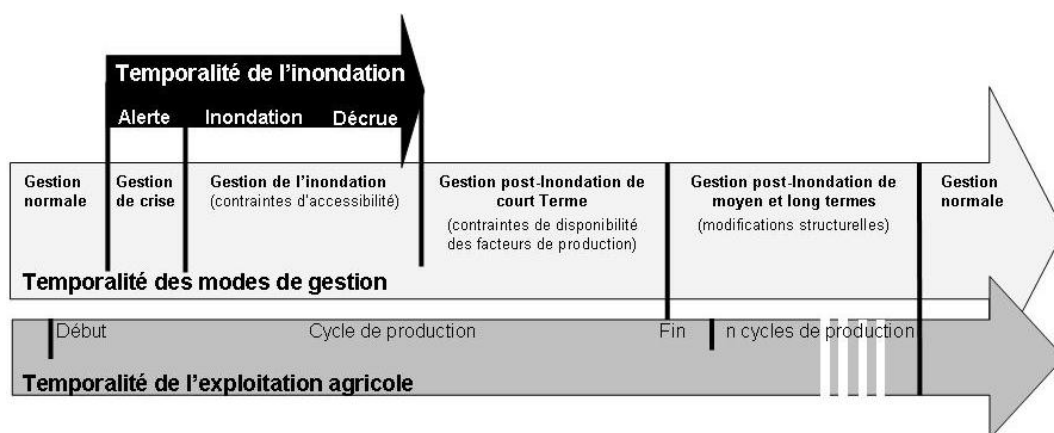 Temporalité de l'inondation
Alerte Inondation Décrue
Gestion normale
Gestion de crise
Gestion de l'inondation
(contraintes d'accessibilité)
Gestion post-Inondation de
court Terme
(contraintes de disponibilité
des facteurs de production)
Gestion post-Inondation de
moyen et long termes
(modifications structurelles)
Gestion
normale
Temporalité des modes de gestion
Début Cycle de production Fin n cycles de production
Temporalité de l'exploitation agricole